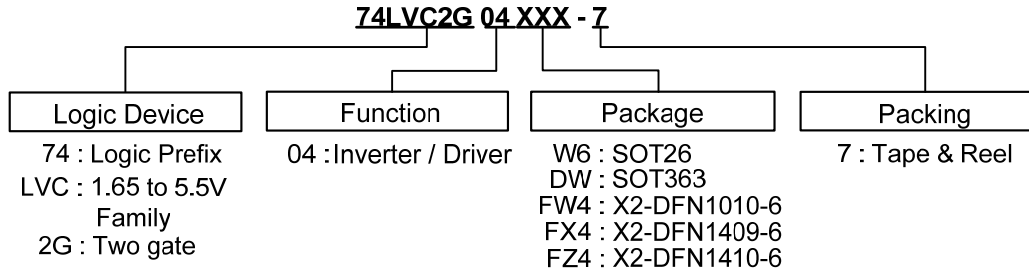 74LVC2G 04 XXX - 7
Logic Device
74 : Logic Prefix
LVC : 1.65 to 5.5V
Family
2G : Two gate
Function
04 : Inverter / Driver
Package
W6 : SOT26
DW : SOT363
FW4 : X2-DFN1010-6
FX4 : X2-DFN1409-6
FZ4 : X2-DFN1410-6
Packing
7 : Tape & Reel